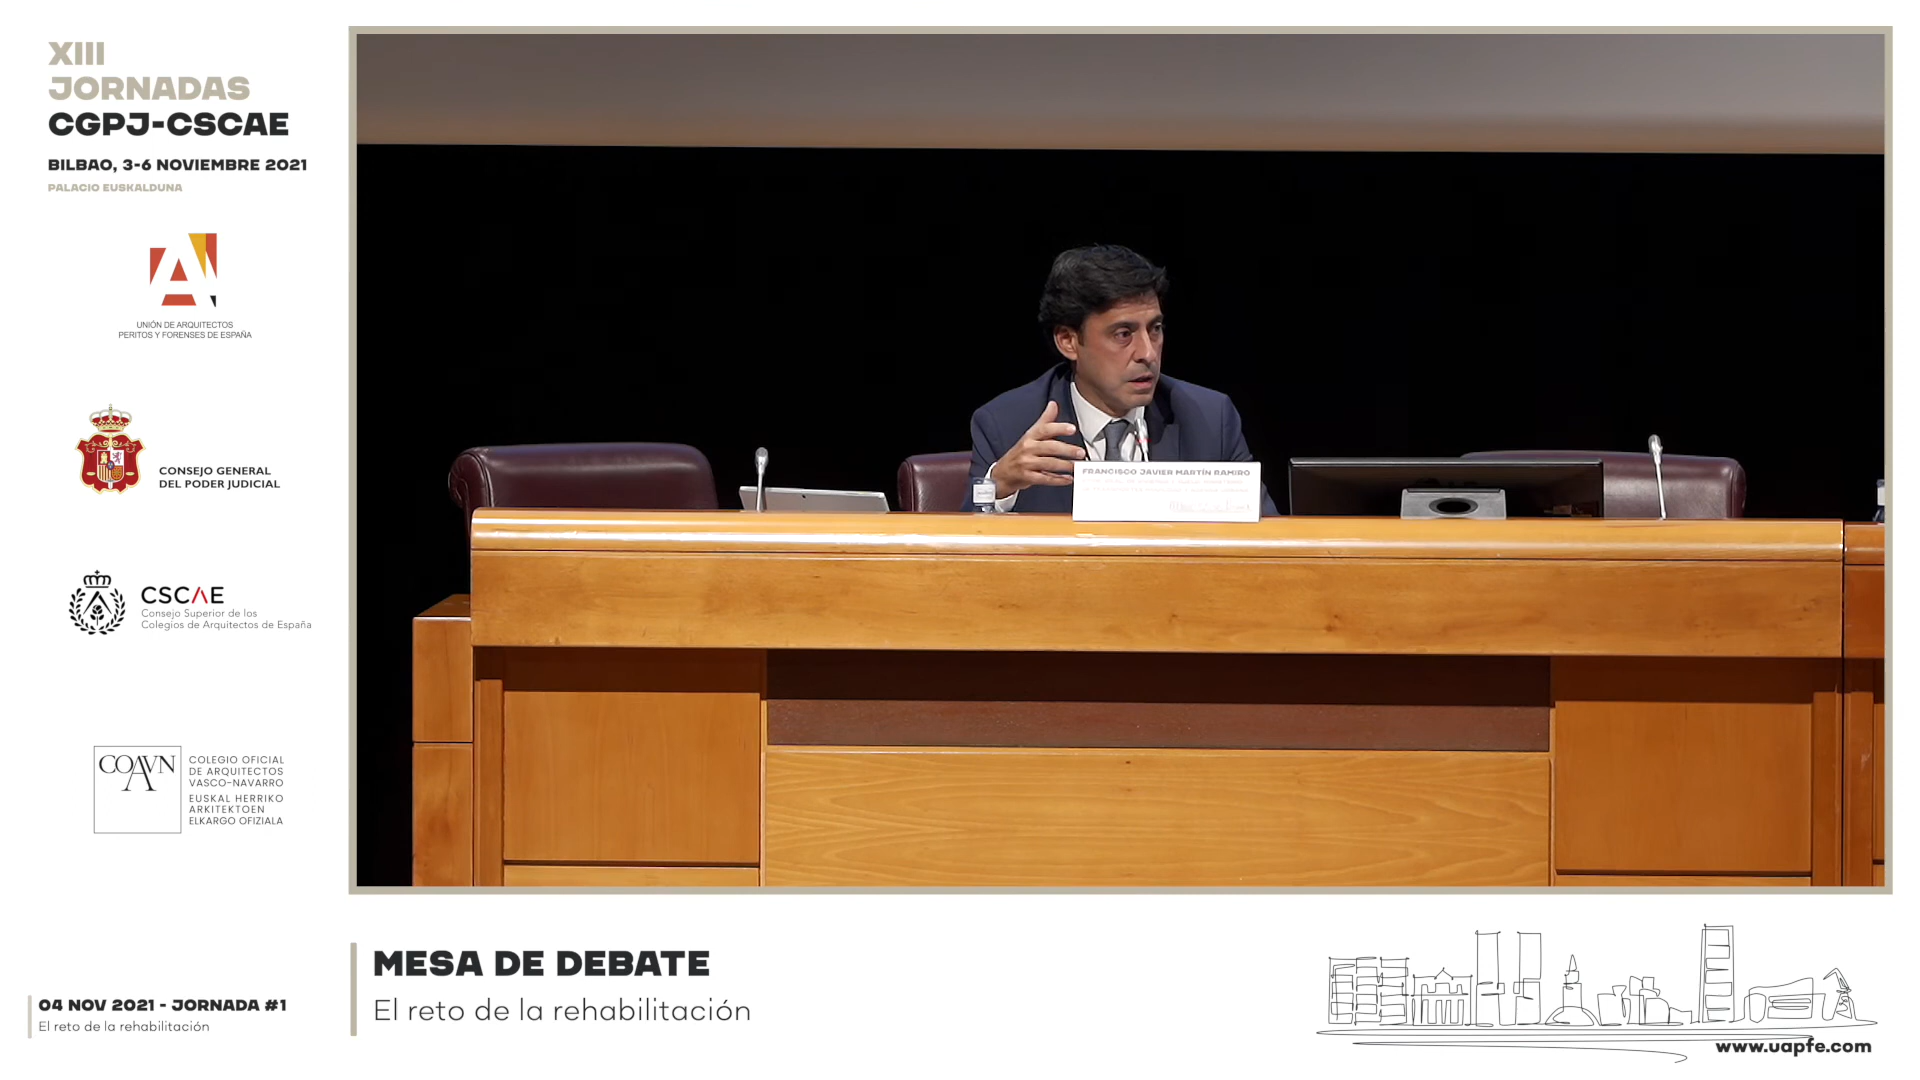 XIII
JORNADAS
CGPJ-CSCAE
BILBAO, 3-6 NOVIEMBRE 2021
PALACIO EUSKALDUNA
UNIÓN DE ARQUITECTOS
PERITOS Y FORENSES DE ESPAÑA
CONSEJO GENERAL
DEL PODER JUDICIAL
CSCAE
Consejo Superior de los
Colegios de Arquitectos de España
COAVN
COLEGIO OFICIAL
DE ARQUITECTOS
VASCO-NAVARRO
EUSKAL HERRIKO
ARKITEKTOEN
ELKARGO OFIZIALA
04 NOV 2021 - JORNADA #1
El reto de la rehabilitación
FRANCISCO JAVIER MARTÍN RAMIRO
MESA DE DEBATE
El reto de la rehabilitación
www.uapfe.com